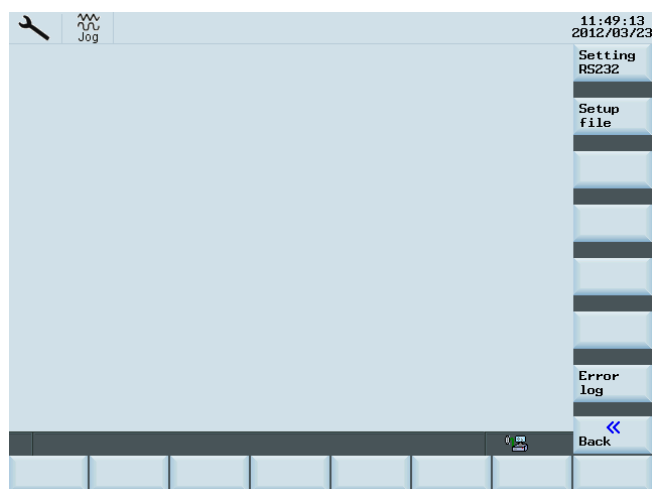 11:49:13
2012/03/23
Jog
Setting
RS232
Setup
file
Error
log
Back